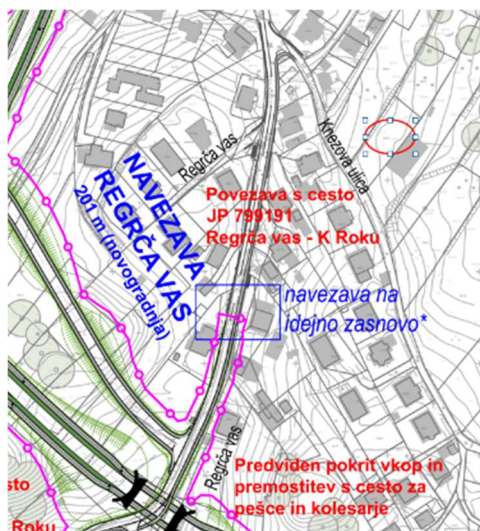 Knezova ulica
Regrča vas
NAVEZAVA
REGRČA VAS
201 m (novogradnja)
Povezava s cesto
JP 799191
Regrča vas - K Roku
navezava na
idejno zasnovo*
Regrča vas
Predviden pokrit vkop in
premostitev s cesto za
pešce in kolesarje
sto
Roku